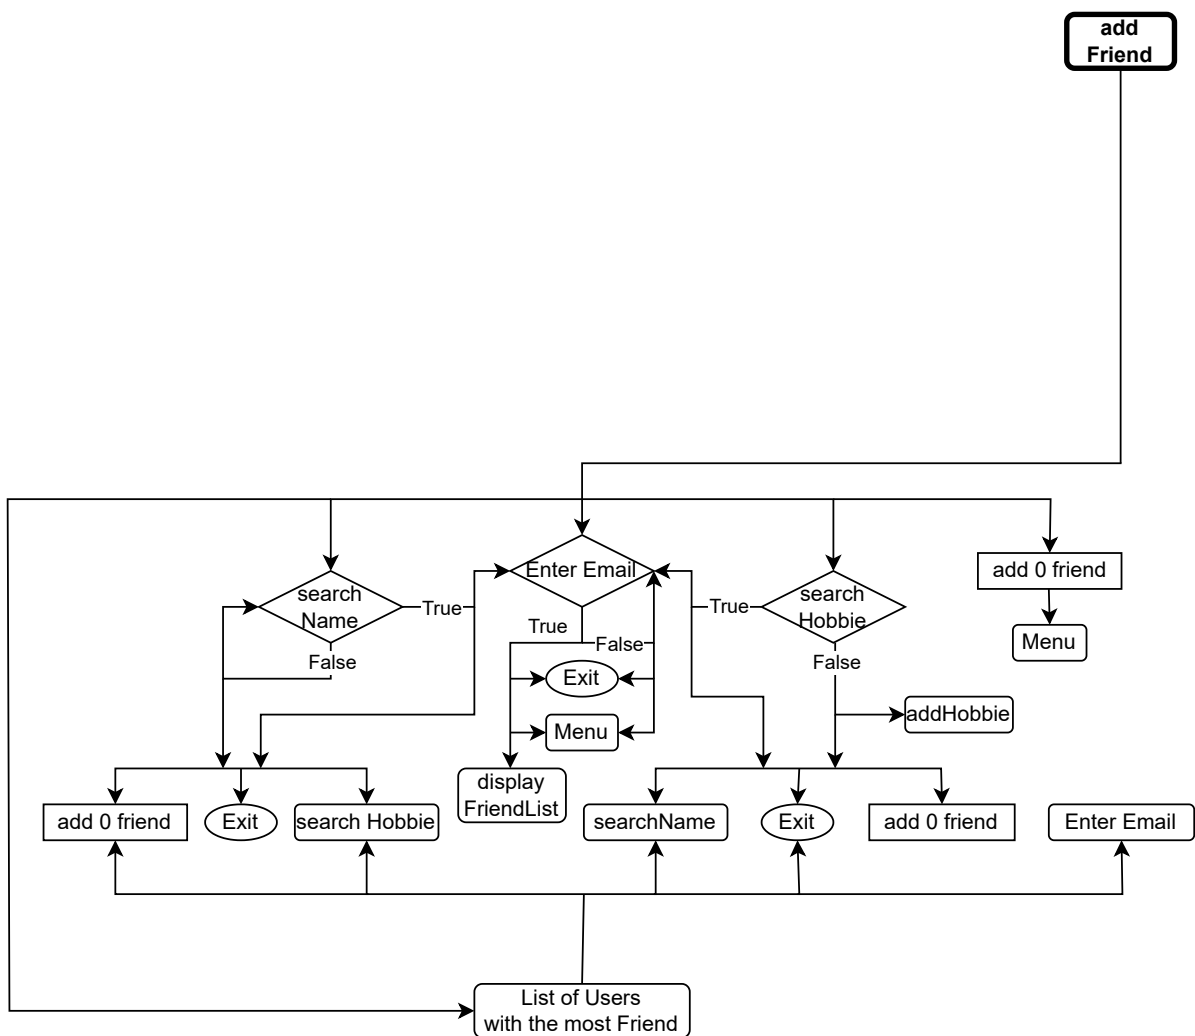 add
Friend
Enter Email
add 0 friend
search
Name
True
search
Hobbie
True
True
False
Menu
False
False
Exit
addHobbie
Menu
display
FriendList
add 0 friend
Exit
search Hobbie
searchName
Exit
add 0 friend
Enter Email
List of Users
with the most Friend